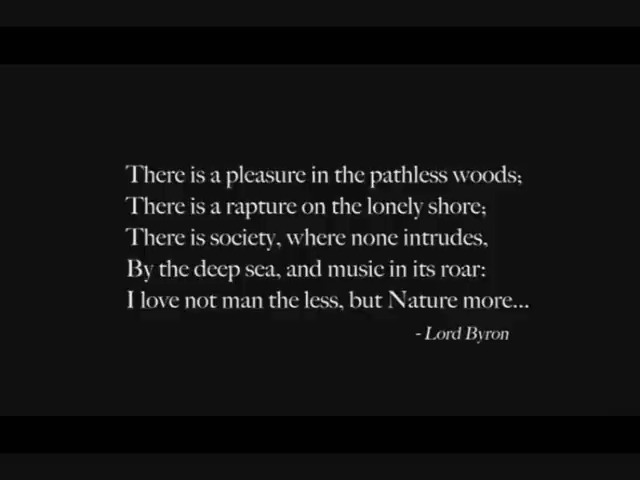 There is a pleasure in the pathless woods;
There is a rapture on the lonely shore;
There is society, where none intrudes,
By the deep sea, and music in its roar:
I love not man the less, but Nature more...
- Lord Byron